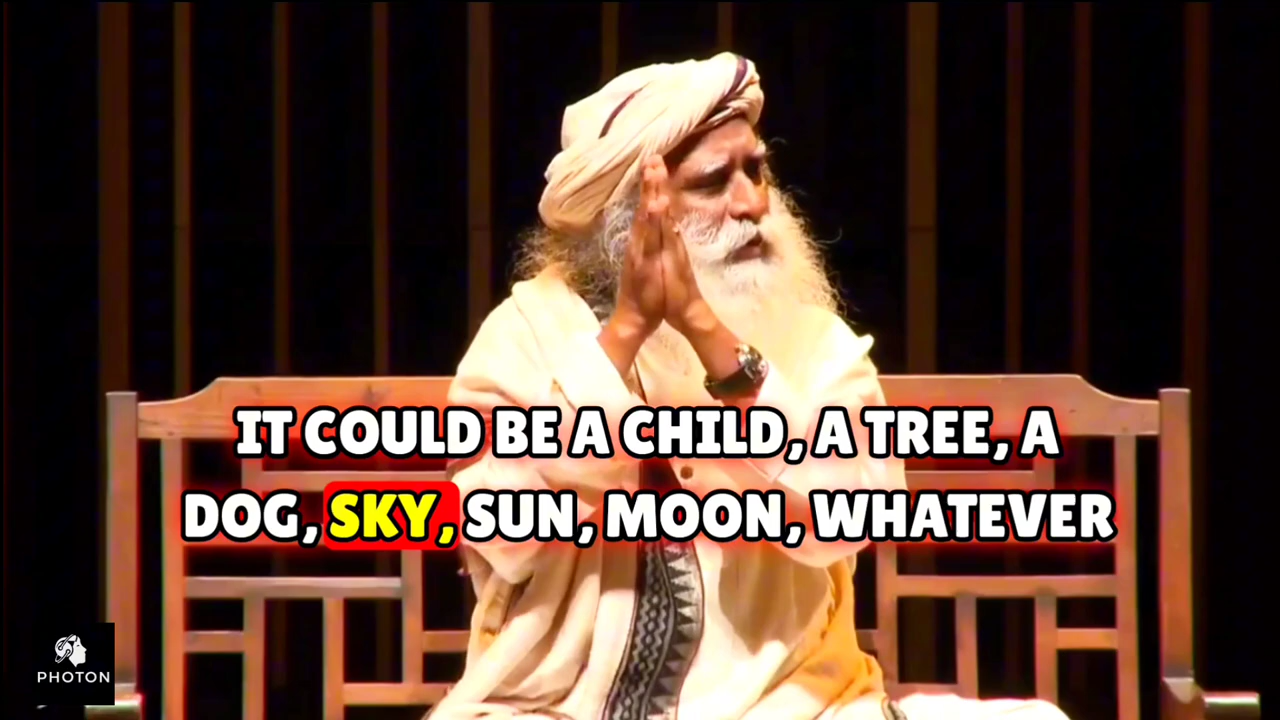 IT COULD BE A CHILD, A TREE, A
DOG, SKY, SUN, MOON, WHATEVER
PHOTON